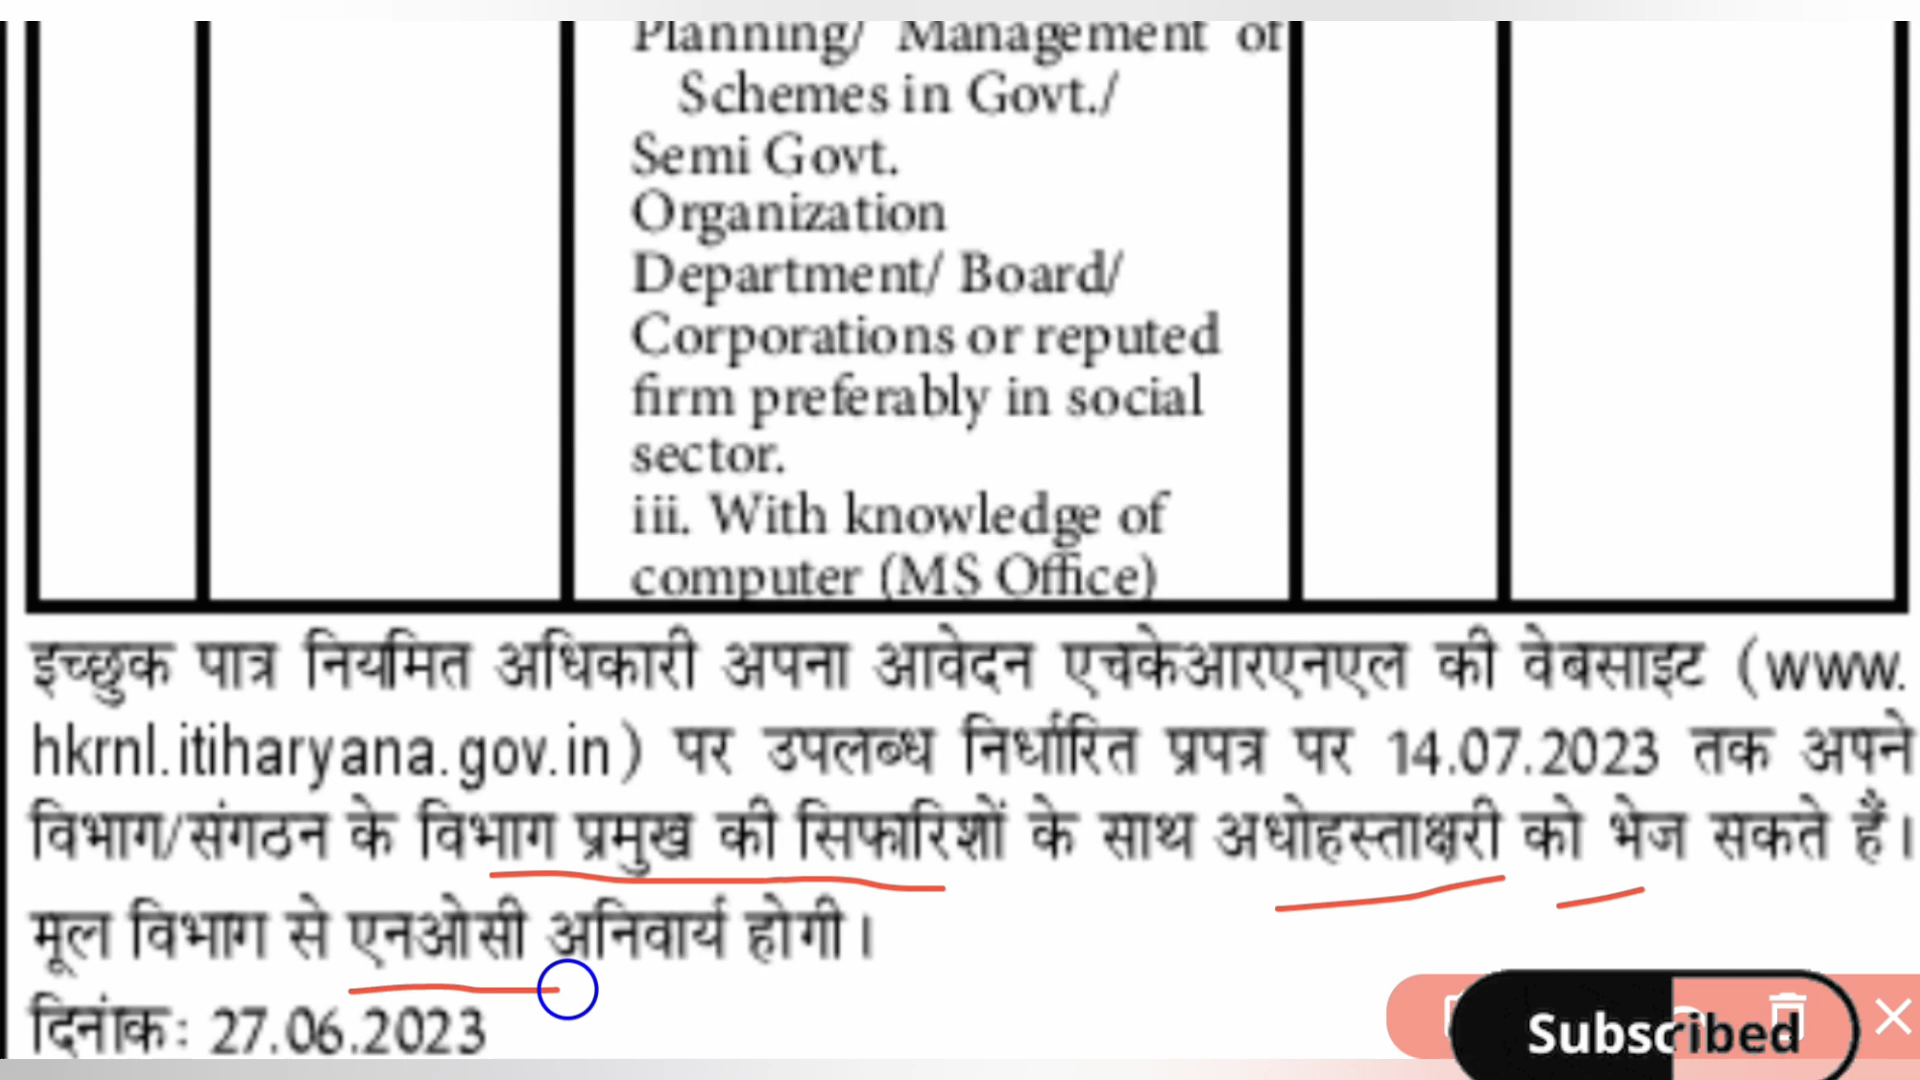 Planning/ Management of
Schemes in Govt./
Semi Govt.
Organization
Department/ Board/
Corporations or reputed
firm preferably in social
sector.
iii. With knowledge of
computer (MS Office)
इच्छुक पात्र नियमित अधिकारी अपना आवेदन एचकेआरएनएल की वेबसाइट (www.
hkrnl.itiharyana.gov.in) पर उपलब्ध निर्धारित प्रपत्र पर 14.07.2023 तक अपने
विभाग/संगठन के विभाग प्रमुख की सिफारिशों के साथ अधोहस्ताक्षरी को भेज सकते हैं।
मूल विभाग से एनओसी अनिवार्य होगी।
दिनांक: 27.06.2023
Subscribed